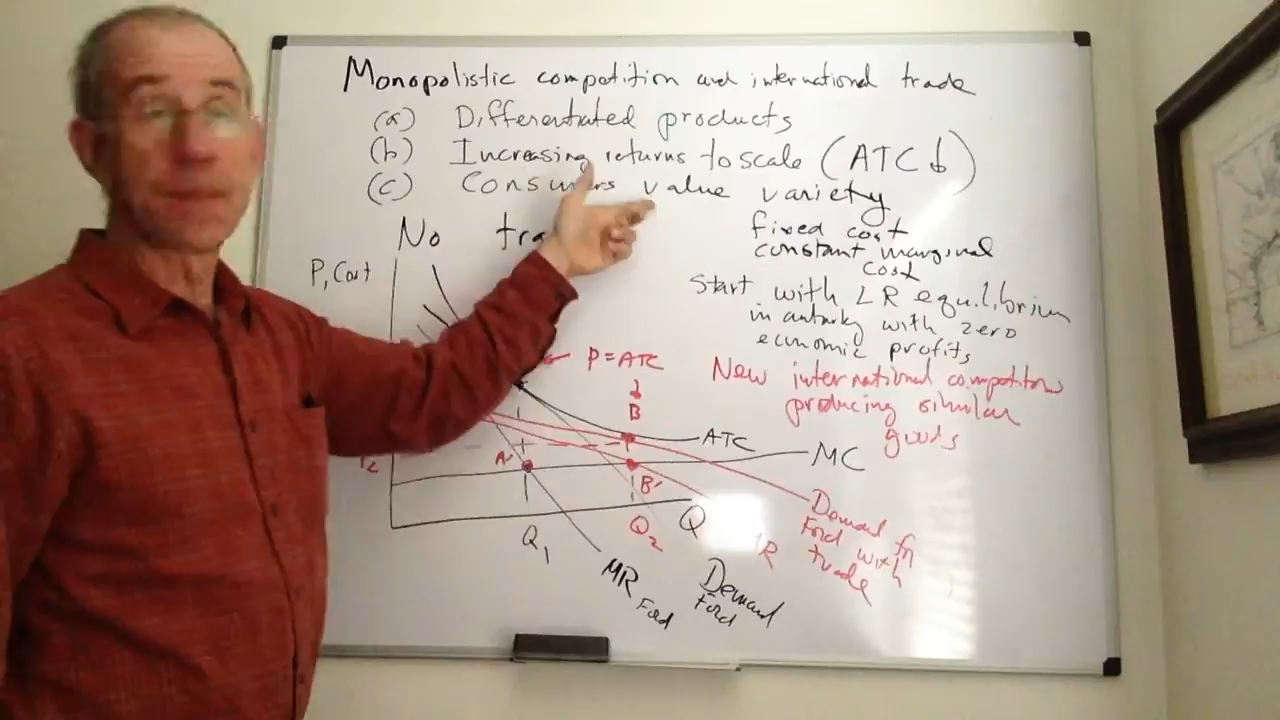 Monopolistic competition and international trade
(a) Differentiated products
(b) Increasing returns to scale (ATC↓)
(c) Consumers value variety
fixed cost
constant marginal
cost
No
P, Cost
Start with LR equilibrium
in autarky with zero
economic profits
P=ATC
↓
B
New international competitors
producing similar
goods
ATC
MC
A'
B'
Demand for
Ford with
trade
Q1
Q2
Q
MR Ford
Demand
Ford